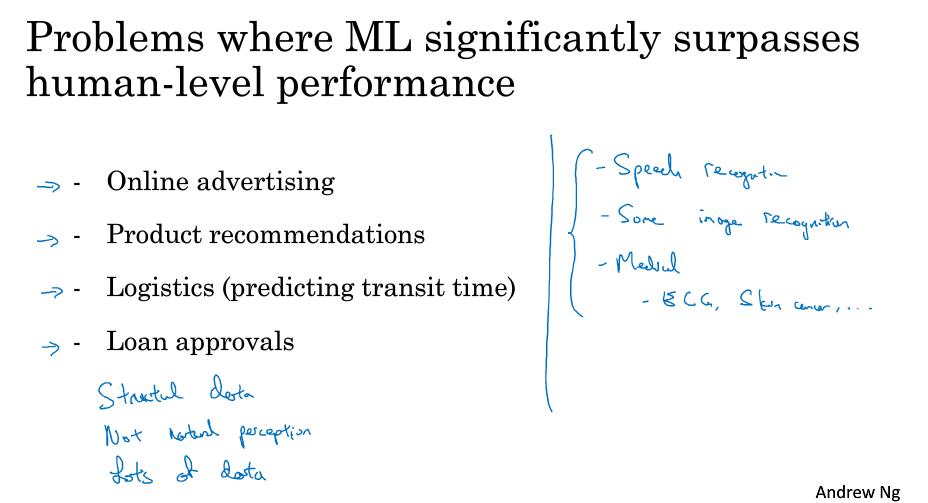 Problems where ML significantly surpasses
human-level performance
→ - Online advertising
→ - Product recommendations
→ - Logistics (predicting transit time)
→ - Loan approvals
Structured data
Not natural perception
Lots of data
- Speech recognition
- Some image recognition
- Medical
- ECG, Skin cancer, ...
Andrew Ng